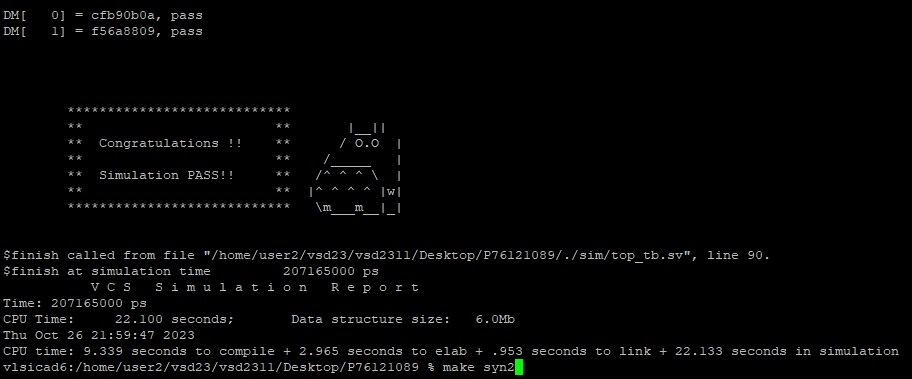 DM[   0] = cfb90b0a, pass
DM[   1] = f56a8809, pass
        ****************************
        **                        **       |__||
        **  Congratulations !!    **      / O.O  |
        **                        **    /_____   |
        **  Simulation PASS!!     **   /^ ^ ^ \  |
        **                        **  |^ ^ ^ ^ |w|
        ****************************   \m___m__|_|
$finish called from file "/home/user2/vsd23/vsd2311/Desktop/P76121089/./sim/top_tb.sv", line 90.
$finish at simulation time         207165000 ps
           V C S   S i m u l a t i o n   R e p o r t
Time: 207165000 ps
CPU Time:     22.100 seconds;       Data structure size:   6.0Mb
Thu Oct 26 21:59:47 2023
CPU time: 9.339 seconds to compile + 2.965 seconds to elab + .953 seconds to link + 22.133 seconds in simulation
vlsicad6:/home/user2/vsd23/vsd2311/Desktop/P76121089 % make syn2